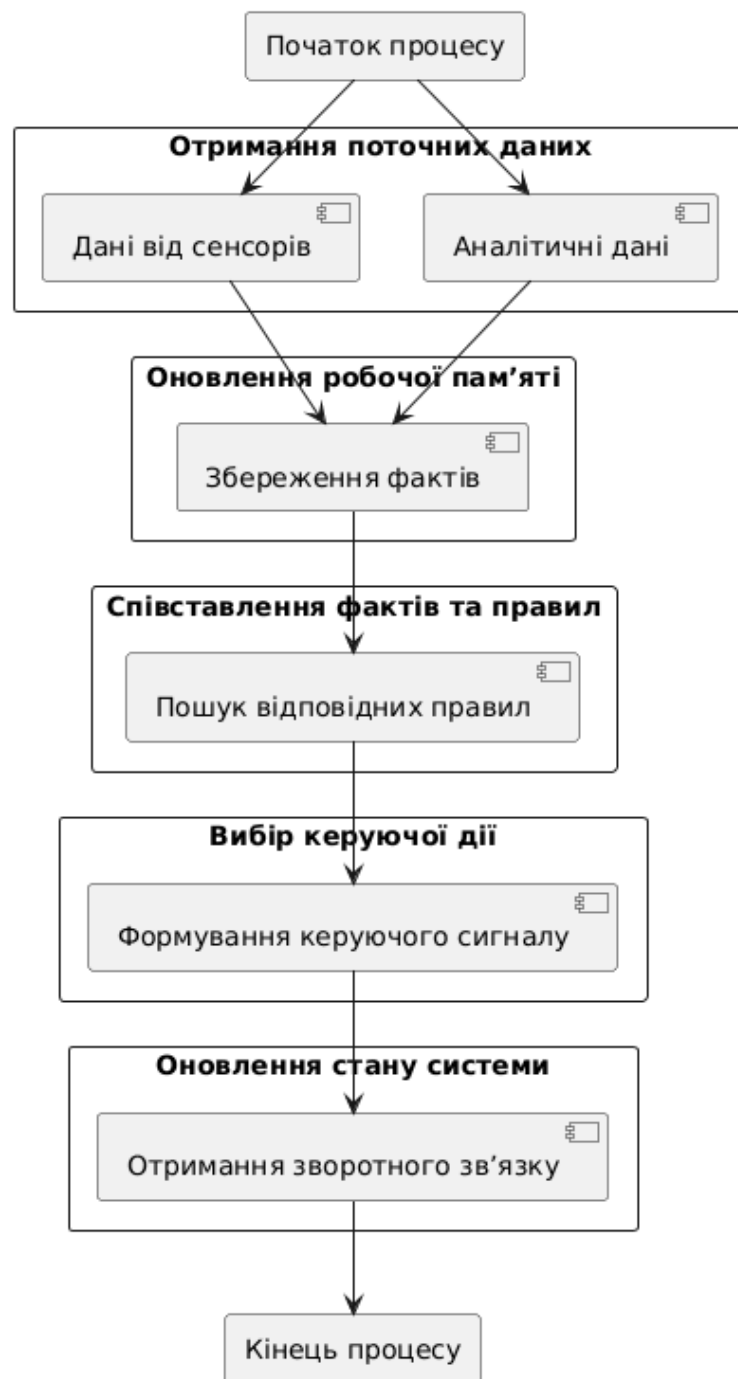 Початок процесу
Отримання поточних даних
Дані від сенсорів
Аналітичні дані
Оновлення робочої пам’яті
Збереження фактів
Співставлення фактів та правил
Пошук відповідних правил
Вибір керуючої дії
Формування керуючого сигналу
Оновлення стану системи
Отримання зворотного зв’язку
Кінець процесу